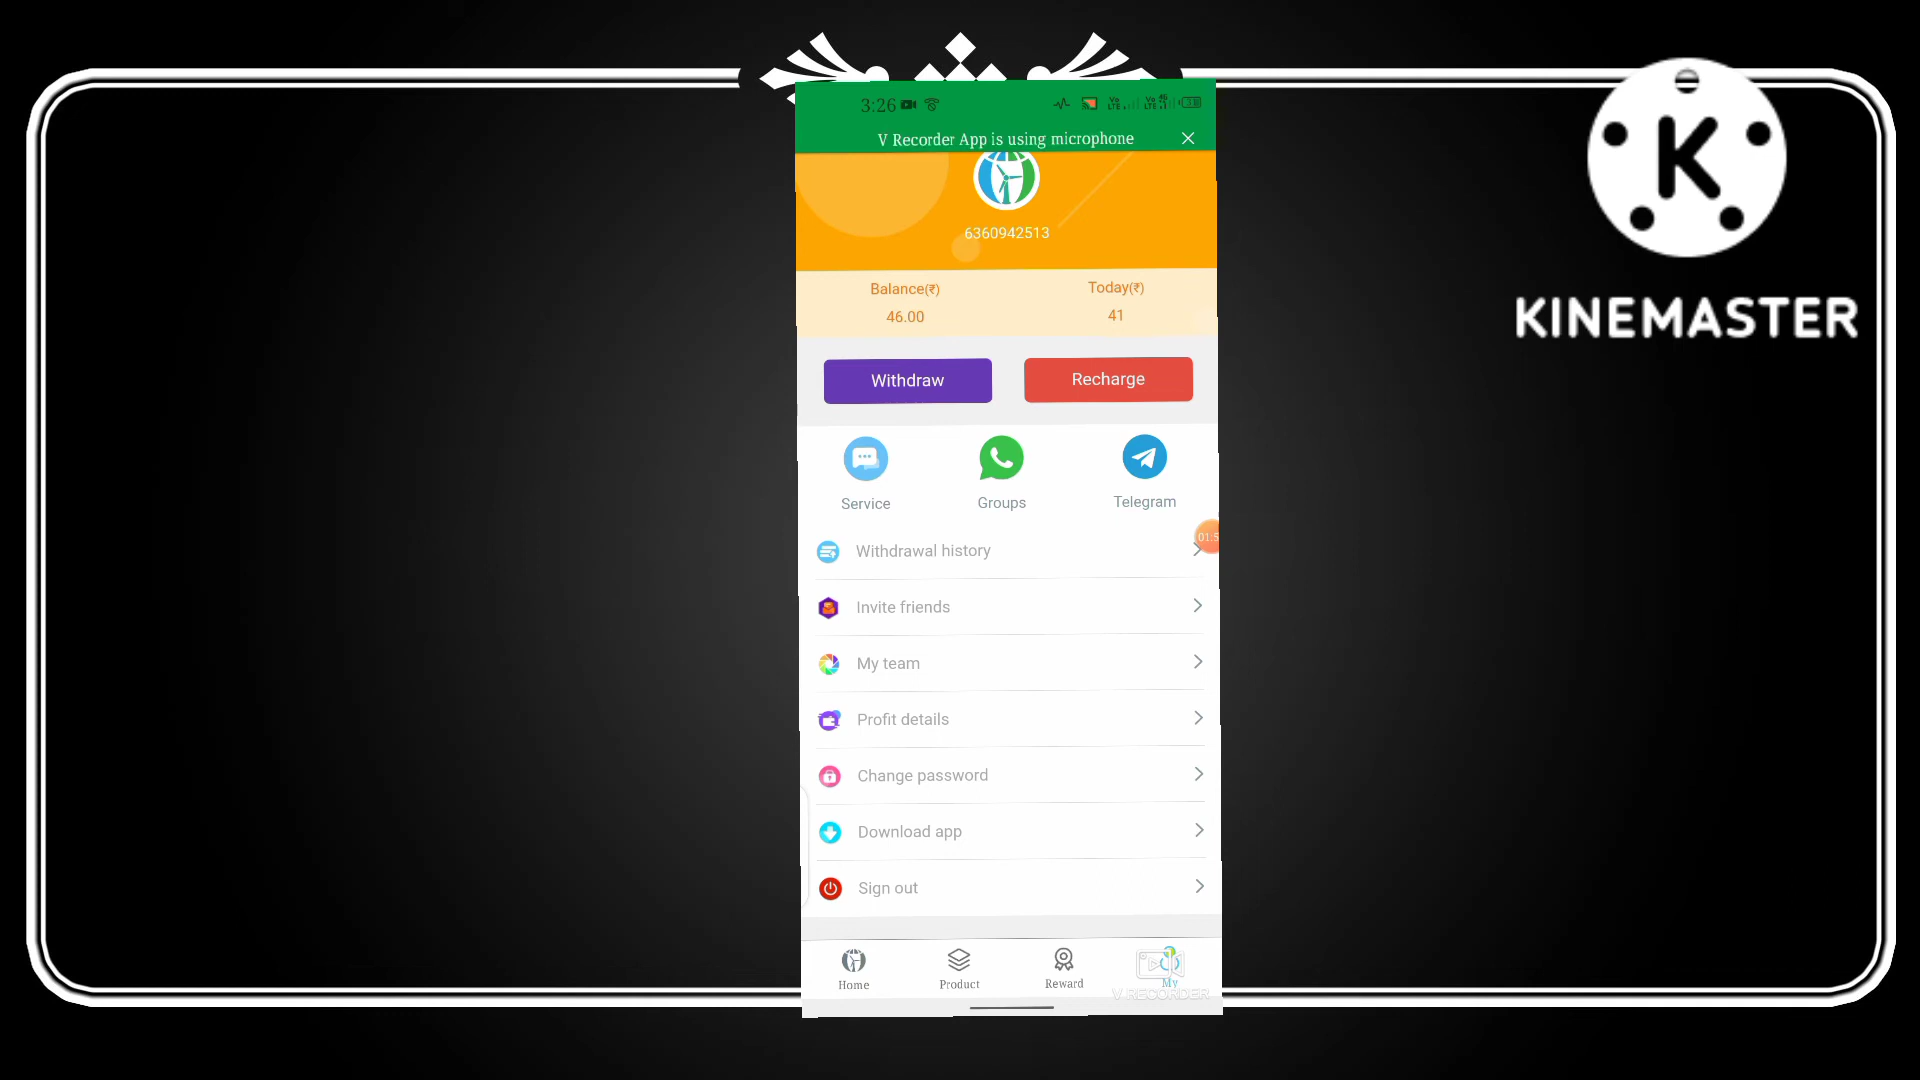 3:26
V Recorder App is using microphone
6360942513
Balance(₹) Today(₹)
46.00 41
Withdraw Recharge
Service Groups Telegram
01:5
Withdrawal history
Invite friends
My team
Profit details
Change password
Download app
Sign out
Home Product Reward My
V RECORDER
K
KINEMASTER